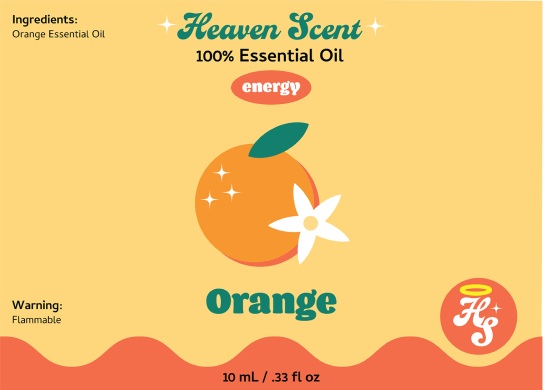 Ingredients:
Orange Essential Oil
Heaven Scent
100% Essential Oil
energy
Orange
Warning:
Flammable
HS
10 mL / .33 fl oz